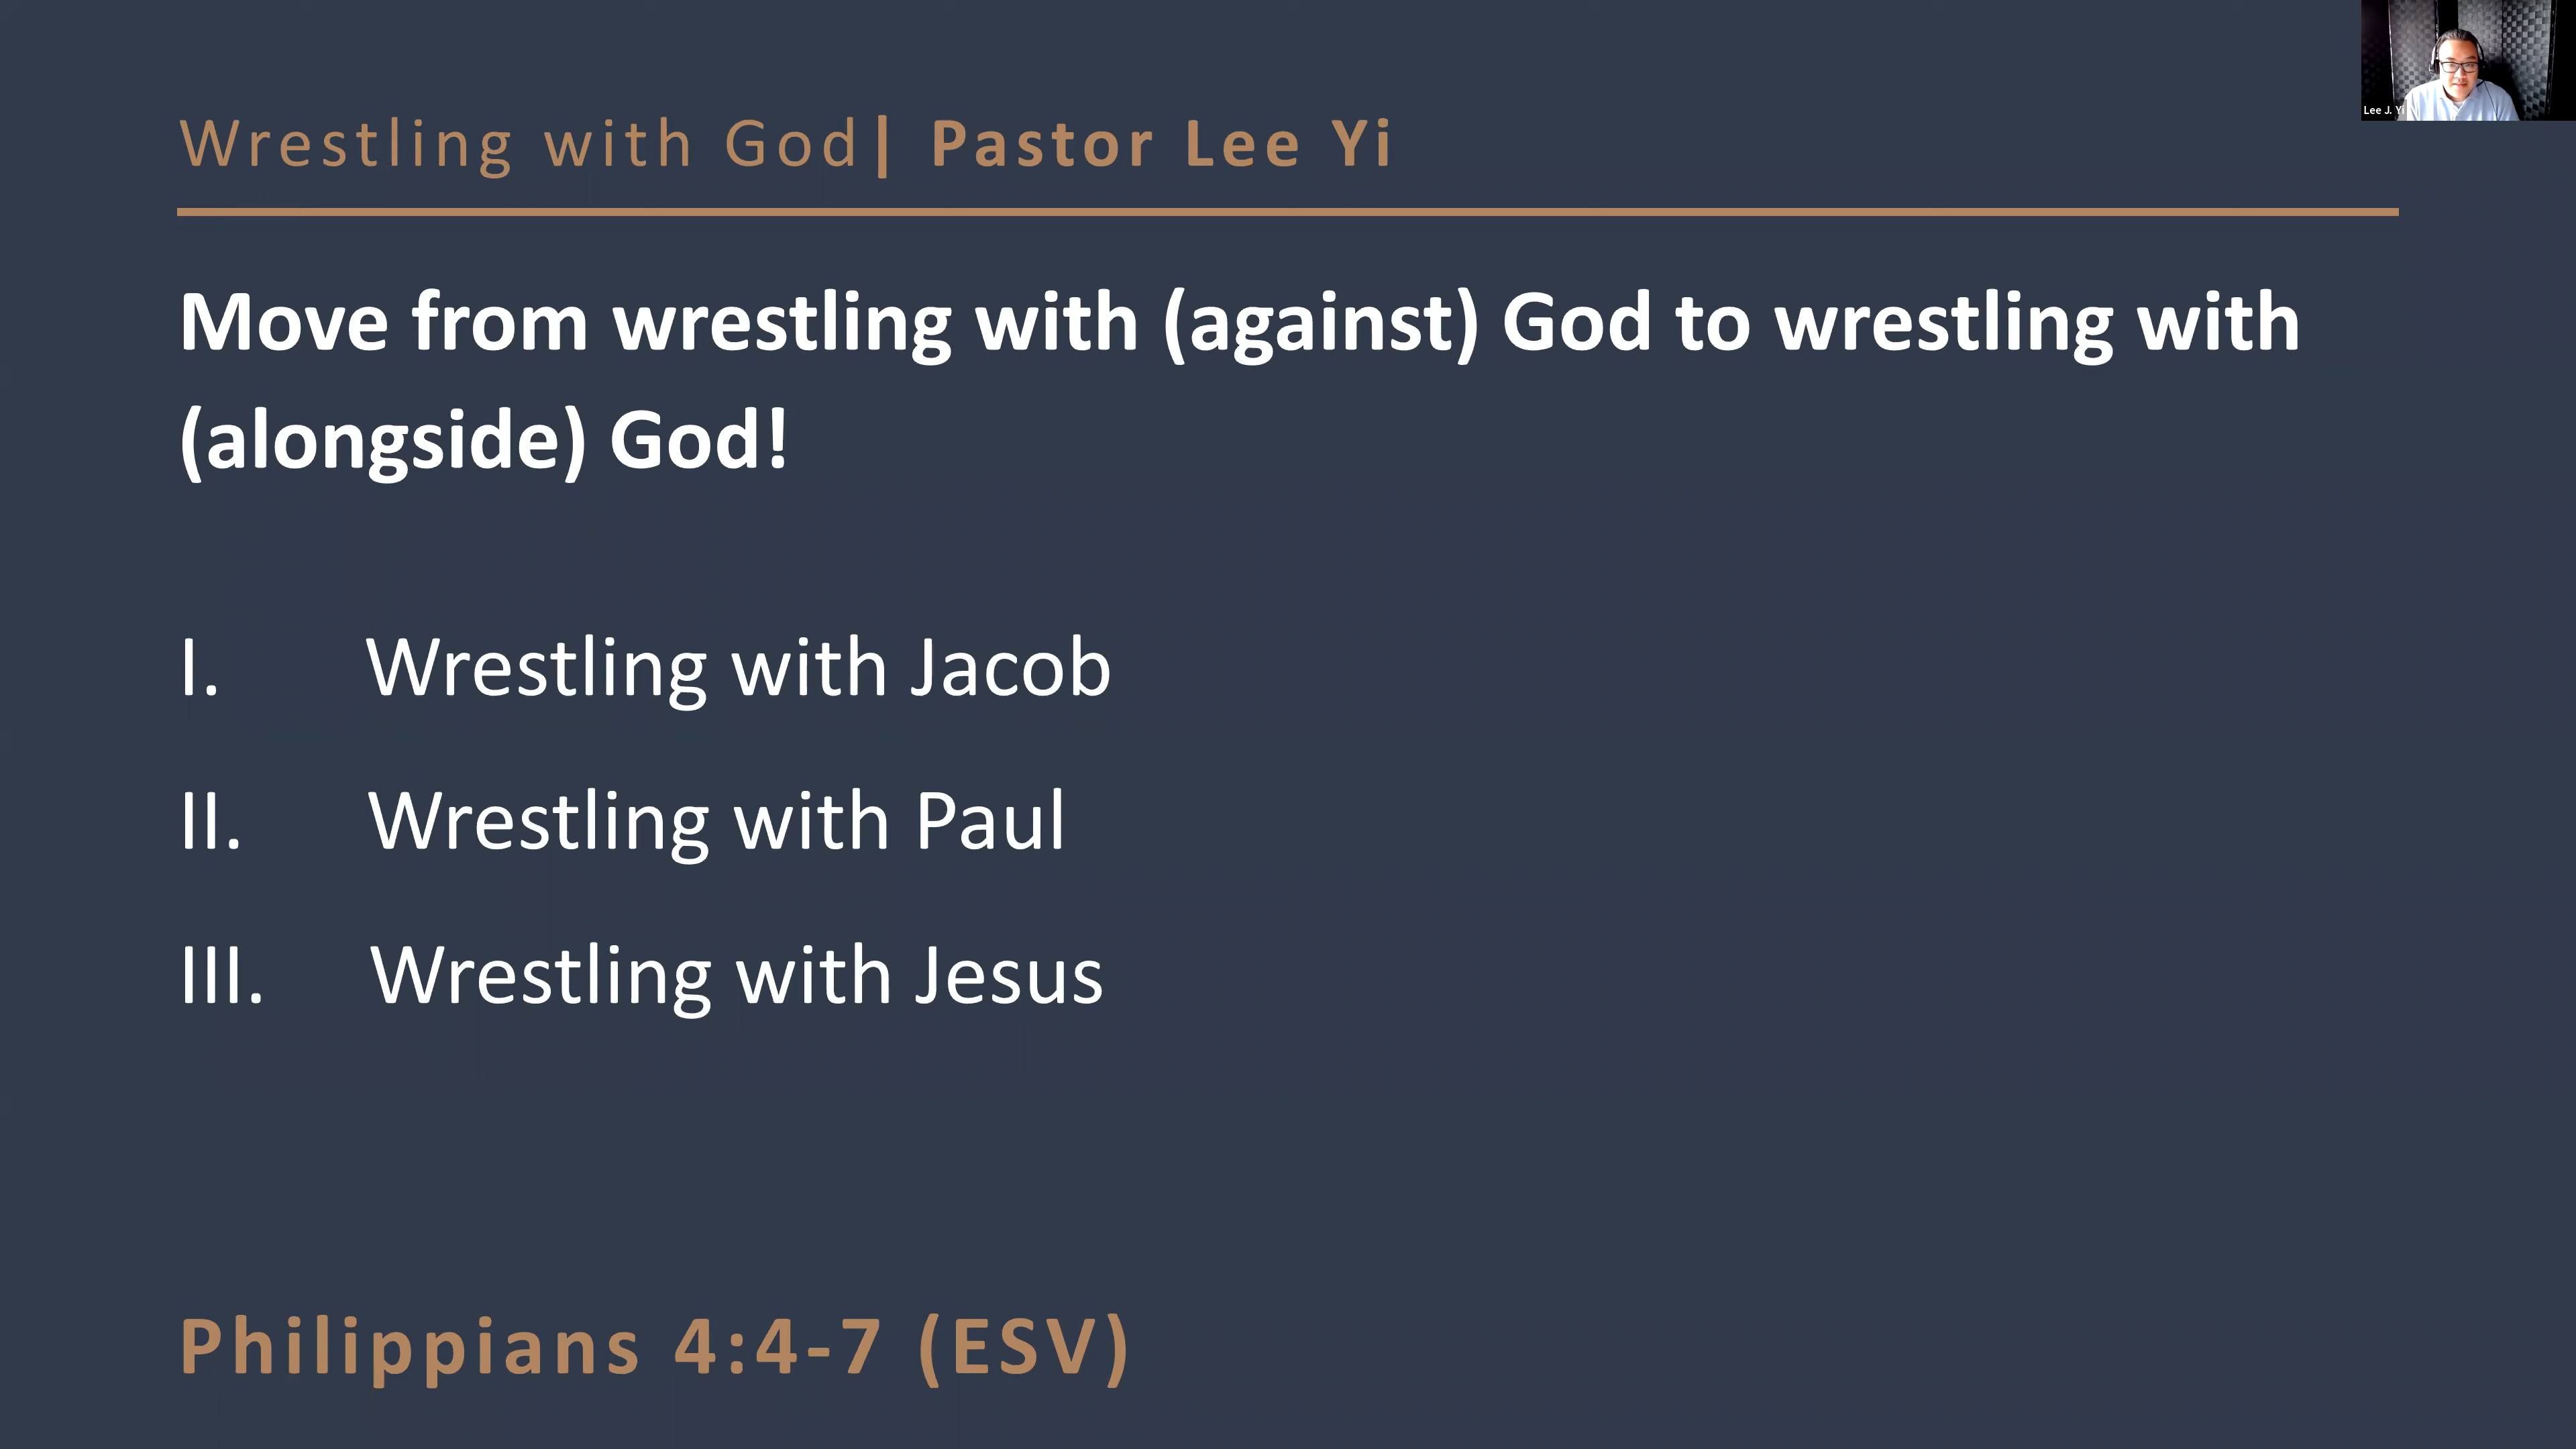 Lee J. Yi
Wrestling with God| Pastor Lee Yi
Move from wrestling with (against) God to wrestling with
(alongside) God!
I. Wrestling with Jacob
II. Wrestling with Paul
III. Wrestling with Jesus
Philippians 4:4-7 (ESV)